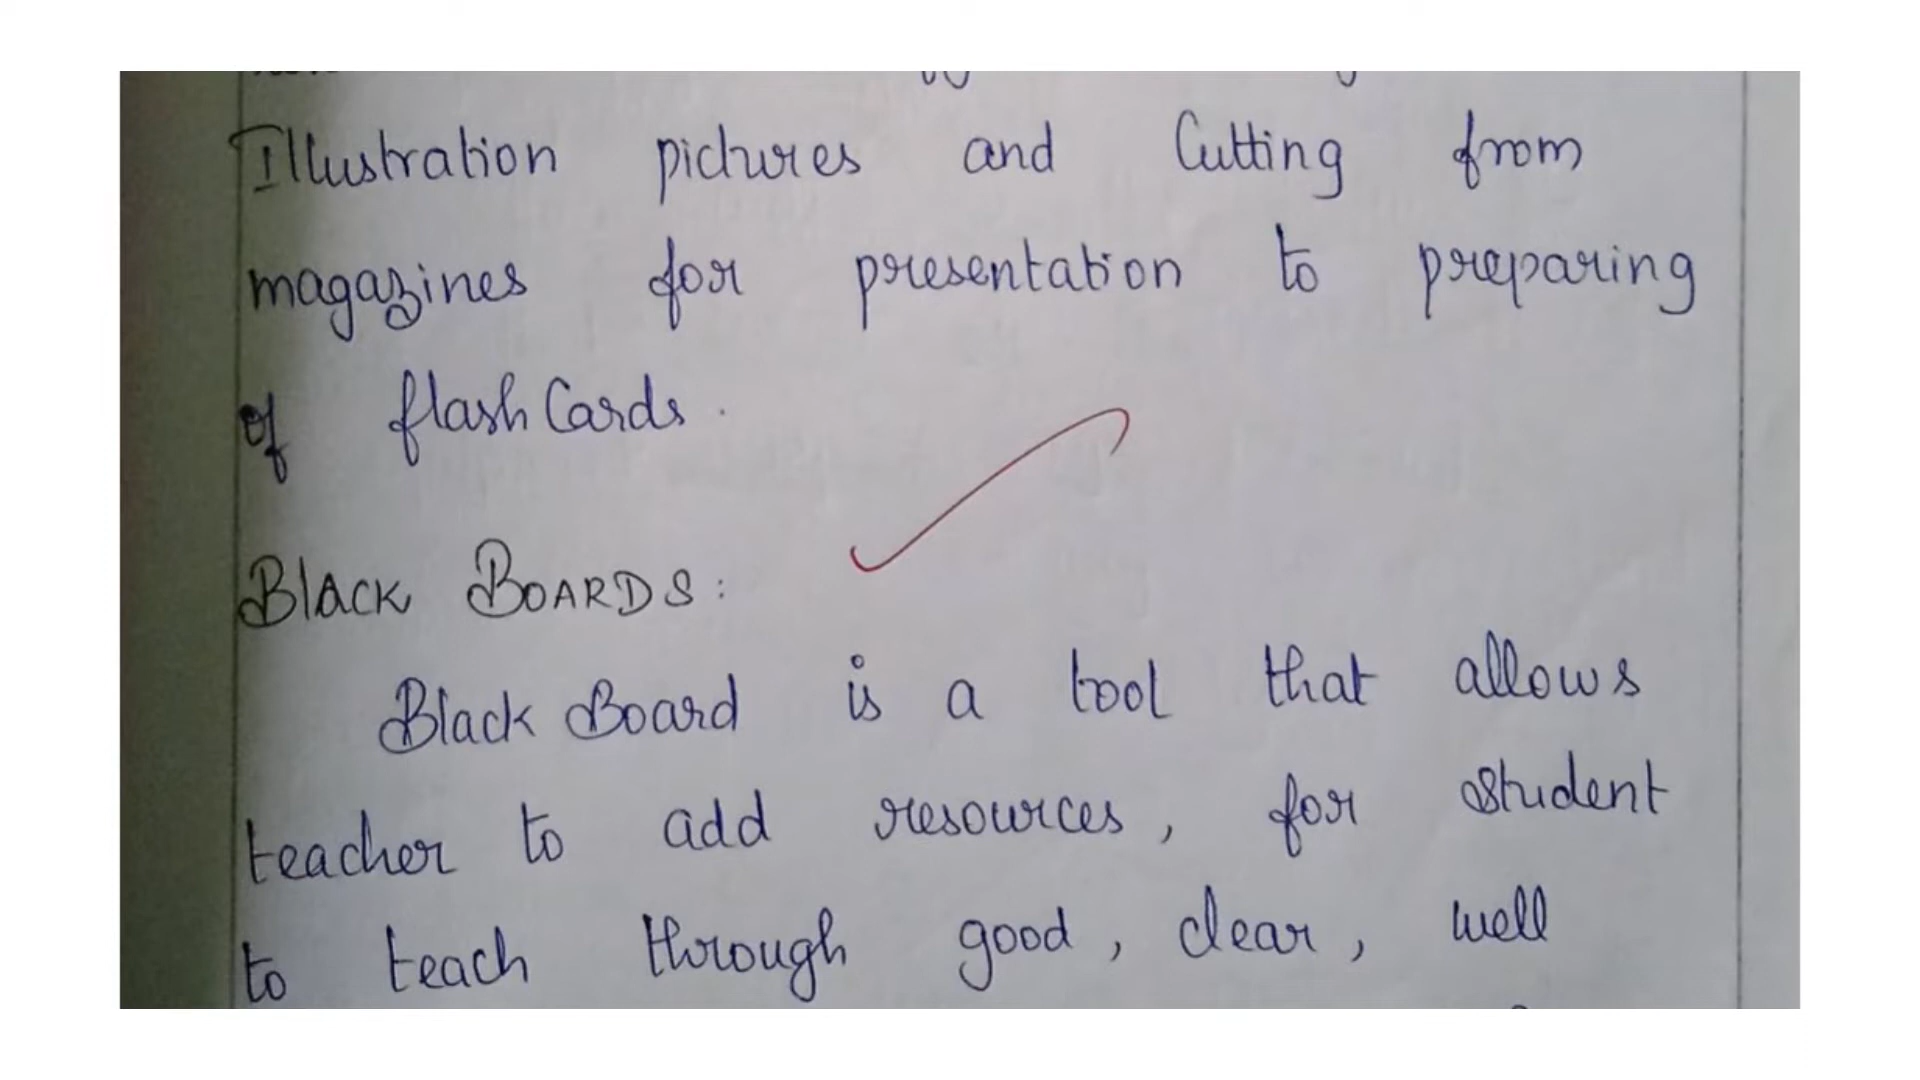 Illustration pictures and Cutting from
magazines for presentation to preparing
of flash Cards.
BLACK BOARDS:
Black Board is a tool that allows
teacher to add resources, for student
to teach through good, clear, well